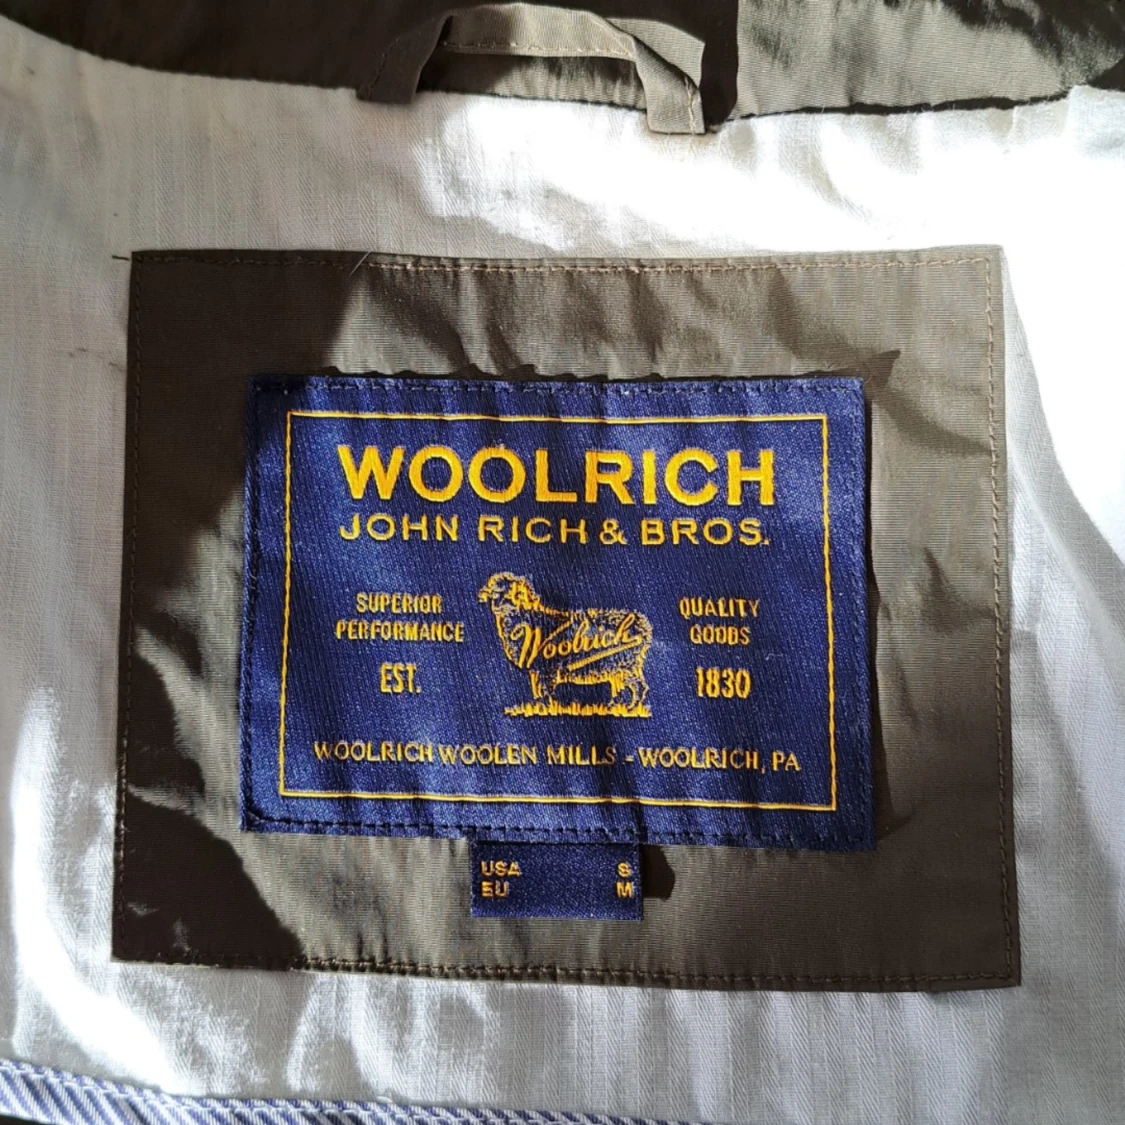 WOOLRICH
JOHN RICH & BROS.
SUPERIOR PERFORMANCE
Woolrich
QUALITY GOODS
EST. 1830
WOOLRICH WOOLEN MILLS - WOOLRICH, PA
USA S
EU M